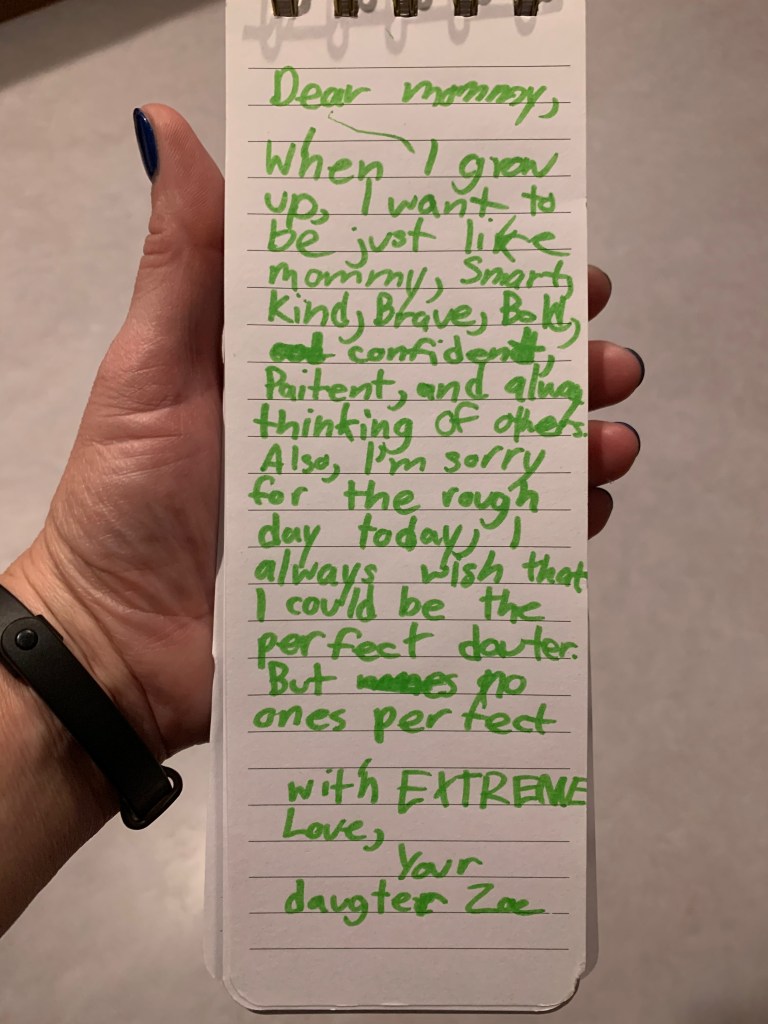 Dear mommy,
When I grow
up, I want to
be just like
mommy, Smart,
Kind, Brave, Bold,
confident,
Paitent, and alway
thinking of others.
Also, I'm sorry
for the rough
day today, I
always wish that
I could be the
perfect dauter.
But no
ones perfect
with EXTREME
Love,
Your
daugter Zoe